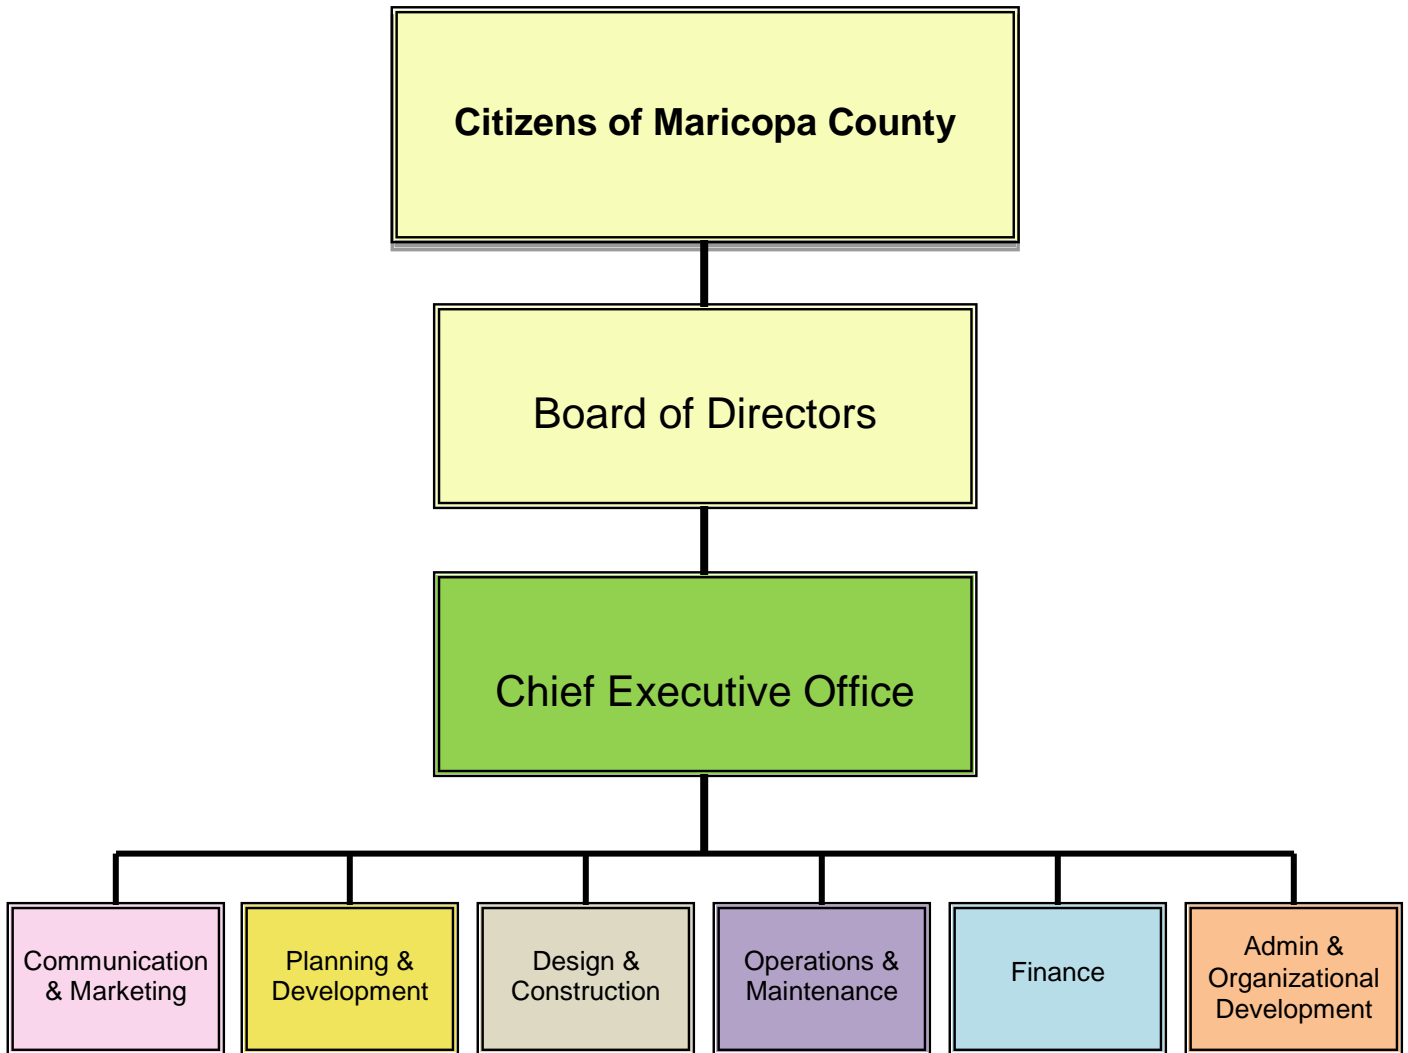 Citizens of Maricopa County
Board of Directors
Chief Executive Office
Communication
& Marketing
Planning &
Development
Design &
Construction
Operations &
Maintenance
Finance
Admin &
Organizational
Development